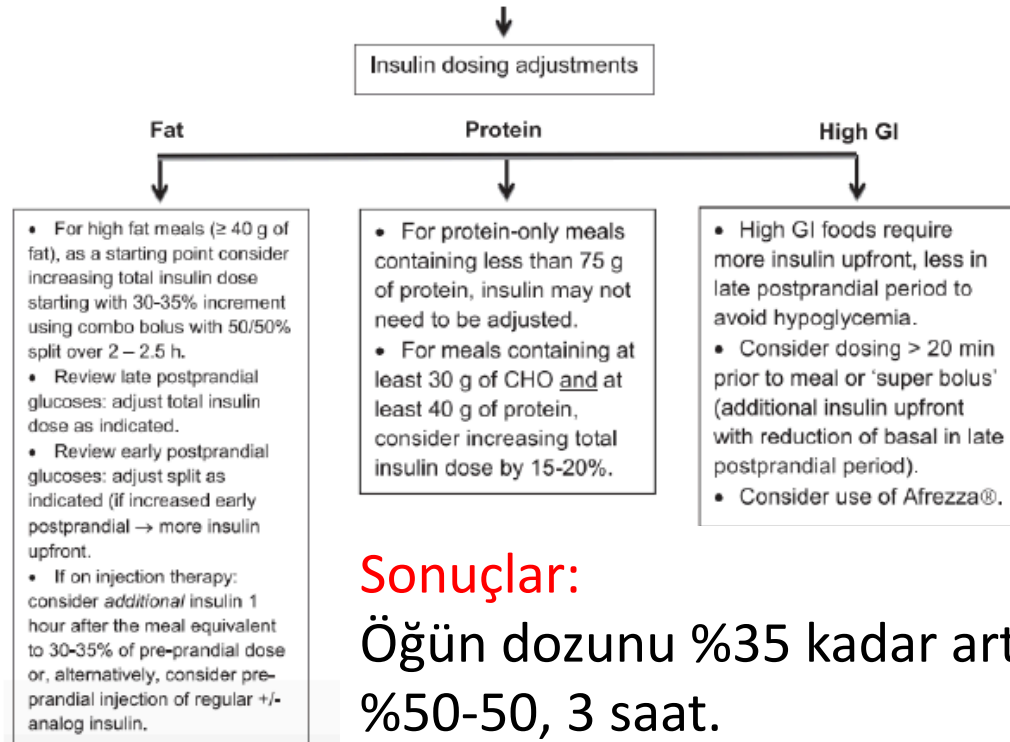 Insulin dosing adjustments
Fat
Protein
High GI
• For high fat meals (≥ 40 g of
fat), as a starting point consider
increasing total insulin dose
starting with 30-35% increment
using combo bolus with 50/50%
split over 2 – 2.5 h.
• Review late postprandial
glucoses: adjust total insulin
dose as indicated.
• Review early postprandial
glucoses: adjust split as
indicated (if increased early
postprandial → more insulin
upfront.
• If on injection therapy:
consider additional insulin 1
hour after the meal equivalent
to 30-35% of pre-prandial dose
or, alternatively, consider pre-
prandial injection of regular +/-
analog insulin.
• For protein-only meals
containing less than 75 g
of protein, insulin may not
need to be adjusted.
• For meals containing at
least 30 g of CHO and at
least 40 g of protein,
consider increasing total
insulin dose by 15-20%.
• High GI foods require
more insulin upfront, less in
late postprandial period to
avoid hypoglycemia.
• Consider dosing > 20 min
prior to meal or ‘super bolus’
(additional insulin upfront
with reduction of basal in late
postprandial period).
• Consider use of Afrezza®.
Sonuçlar:
Öğün dozunu %35 kadar art
%50-50, 3 saat.